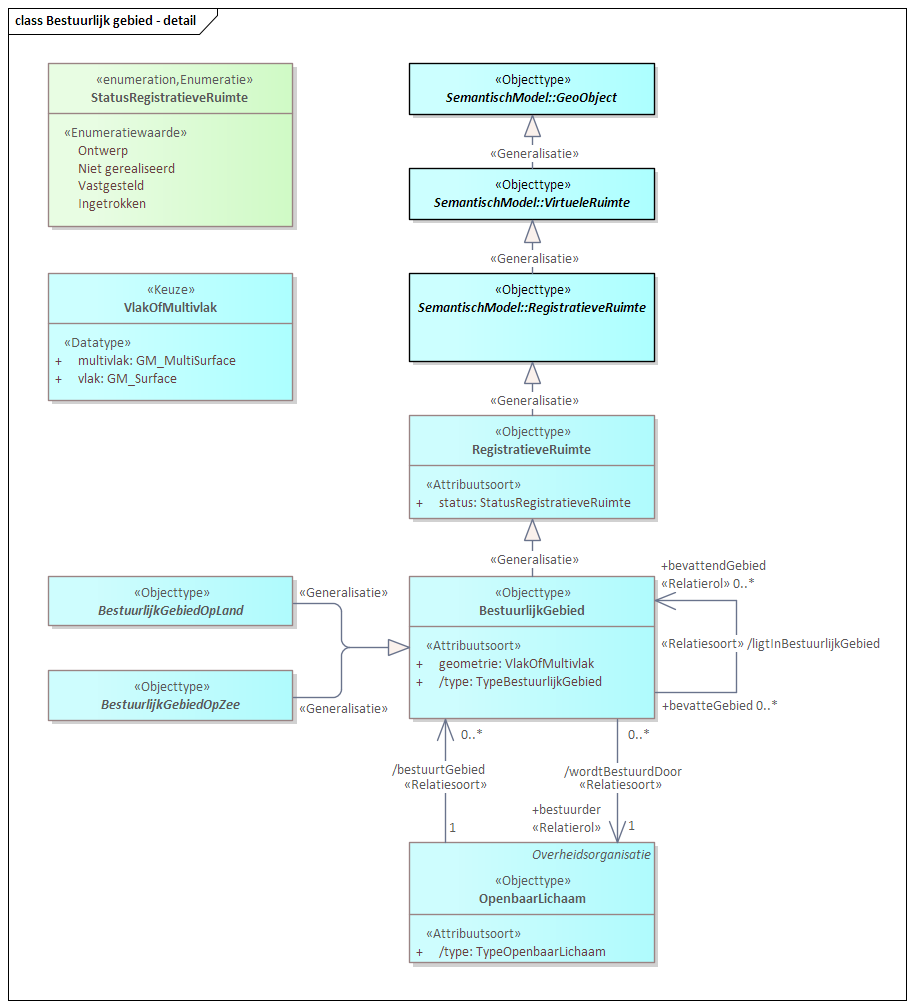 class Bestuurlijk gebied - detail
«enumeration,Enumeratie»
StatusRegistratieveRuimte
«Enumeratiewaarde»
Ontwerp
Niet gerealiseerd
Vastgesteld
Ingetrokken
«Objecttype»
SemantischModel::GeoObject
«Generalisatie»
«Objecttype»
SemantischModel::VirtueleRuimte
«Generalisatie»
«Keuze»
VlakOfMultivlak
«Datatype»
+ multivlak: GM_MultiSurface
+ vlak: GM_Surface
«Objecttype»
SemantischModel::RegistratieveRuimte
«Generalisatie»
«Objecttype»
RegistratieveRuimte
«Attribuutsoort»
+ status: StatusRegistratieveRuimte
«Generalisatie»
«Objecttype»
BestuurlijkGebiedOpLand
«Generalisatie»
«Objecttype»
BestuurlijkGebiedOpZee
«Generalisatie»
«Objecttype»
BestuurlijkGebied
«Attribuutsoort»
+ geometrie: VlakOfMultivlak
+ /type: TypeBestuurlijkGebied
+bevattendGebied
«Relatierol» 0..*
«Relatiesoort» /ligtInBestuurlijkGebied
+bevatteGebied 0..*
0..*
/bestuurtGebied
«Relatiesoort»
1
0..*
/wordtBestuurdDoor
«Relatiesoort»
+bestuurder
«Relatierol»
1
Overheidsorganisatie
«Objecttype»
OpenbaarLichaam
«Attribuutsoort»
+ /type: TypeOpenbaarLichaam